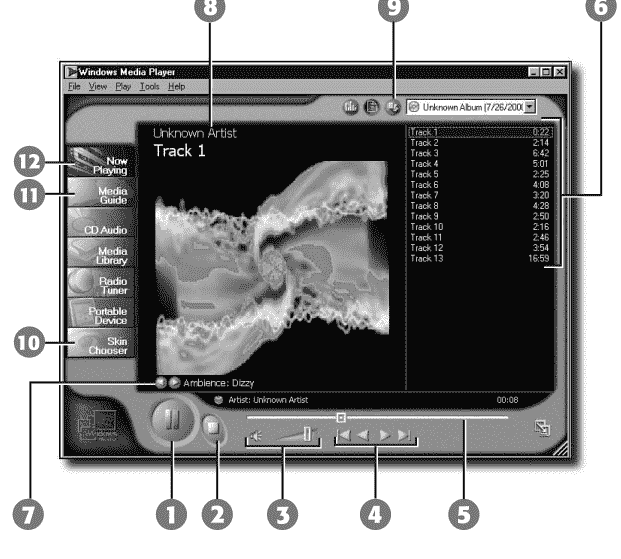 8
9
6
Windows Media Player
File View Play Tools Help
Unknown Album (7/26/200
Unknown Artist
Track 1
12
Now Playing
11
Media Guide
CD Audio
Media Library
Radio Tuner
Portable Device
10
Skin Chooser
Track 1 0:22
Track 2 2:14
Track 3 6:42
Track 4 5:01
Track 5 2:25
Track 6 4:08
Track 7 3:20
Track 8 4:28
Track 9 2:50
Track 10 2:16
Track 11 2:46
Track 12 3:54
Track 13 16:59
Ambience: Dizzy
Artist: Unknown Artist 00:08
7
1
2
3
4
5